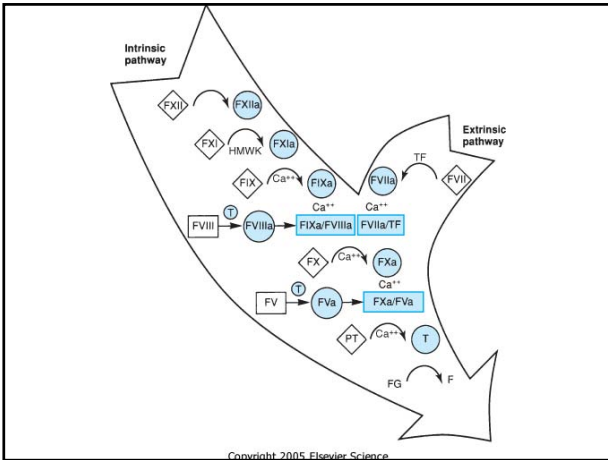 Intrinsic
pathway
FXII
FXIIa
Extrinsic
pathway
FXI
HMWK
FXIa
TF
FIX
Ca++
FIXa
FVIIa
FVII
Ca++
Ca++
FVIII
T
FVIIIa
FIXa/FVIIIa
FVIIa/TF
FX
Ca++
FXa
Ca++
FV
T
FVa
FXa/FVa
PT
Ca++
T
FG
F
Copyright 2005 Elsevier Science